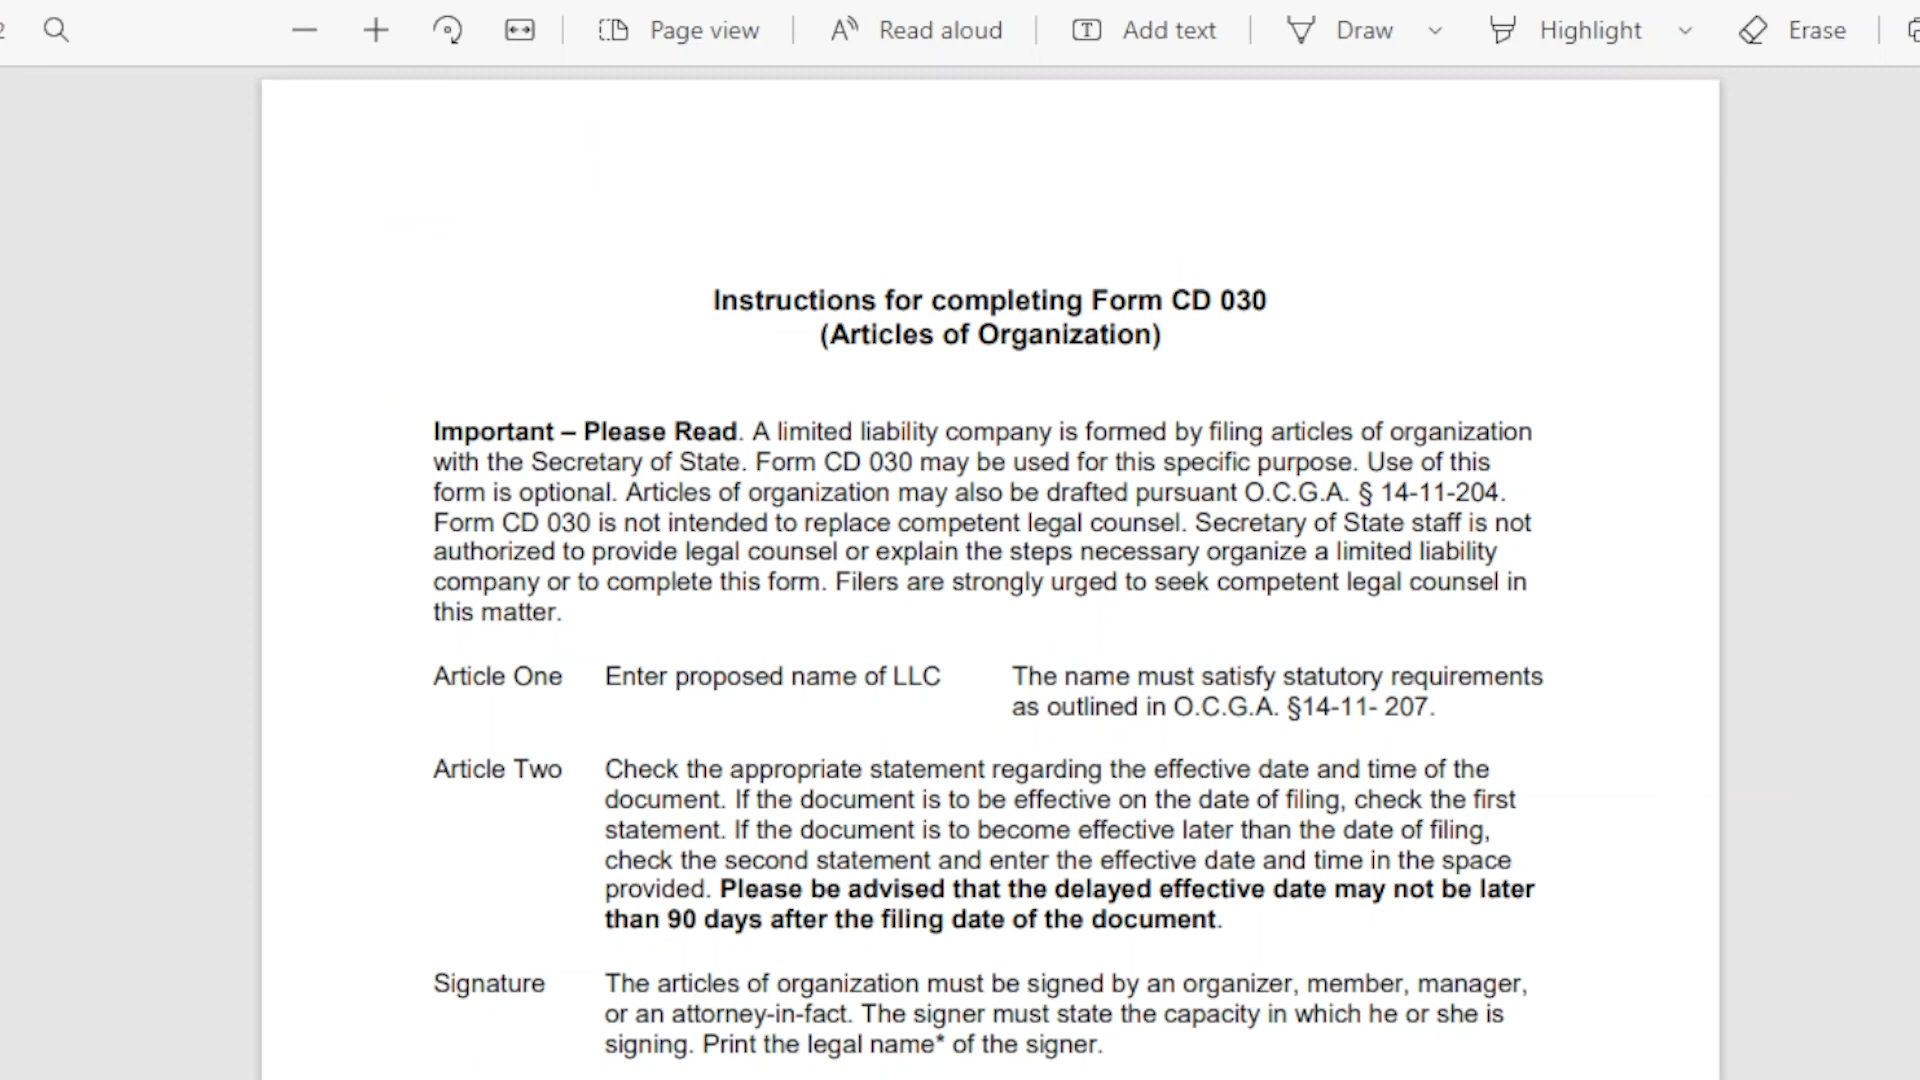 2 Page view Read aloud Add text Draw Highlight Erase
Instructions for completing Form CD 030
(Articles of Organization)
Important – Please Read. A limited liability company is formed by filing articles of organization
with the Secretary of State. Form CD 030 may be used for this specific purpose. Use of this
form is optional. Articles of organization may also be drafted pursuant O.C.G.A. § 14-11-204.
Form CD 030 is not intended to replace competent legal counsel. Secretary of State staff is not
authorized to provide legal counsel or explain the steps necessary organize a limited liability
company or to complete this form. Filers are strongly urged to seek competent legal counsel in
this matter.
Article One Enter proposed name of LLC The name must satisfy statutory requirements
as outlined in O.C.G.A. §14-11- 207.
Article Two Check the appropriate statement regarding the effective date and time of the
document. If the document is to be effective on the date of filing, check the first
statement. If the document is to become effective later than the date of filing,
check the second statement and enter the effective date and time in the space
provided. Please be advised that the delayed effective date may not be later
than 90 days after the filing date of the document.
Signature The articles of organization must be signed by an organizer, member, manager,
or an attorney-in-fact. The signer must state the capacity in which he or she is
signing. Print the legal name* of the signer.